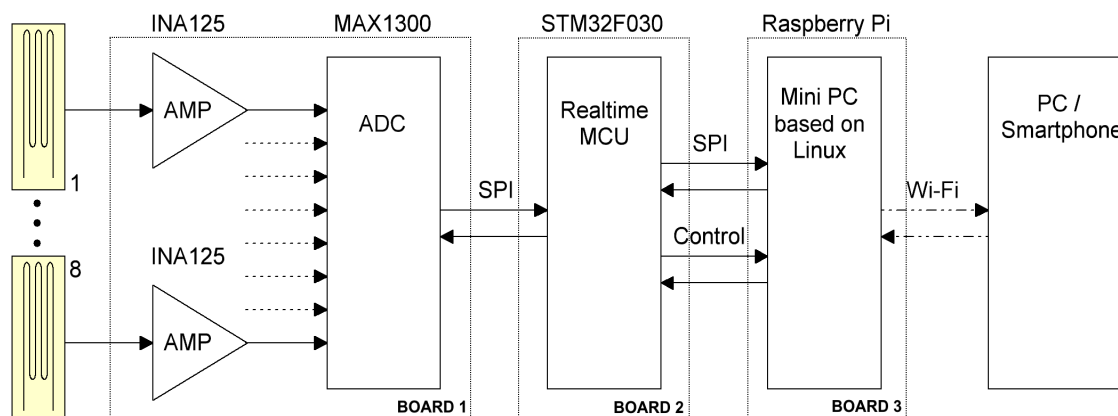 INA125
MAX1300
STM32F030
Raspberry Pi
AMP
ADC
Realtime
MCU
Mini PC
based on
Linux
PC /
Smartphone
1
SPI
SPI
Wi-Fi
Control
INA125
8
AMP
BOARD 1
BOARD 2
BOARD 3